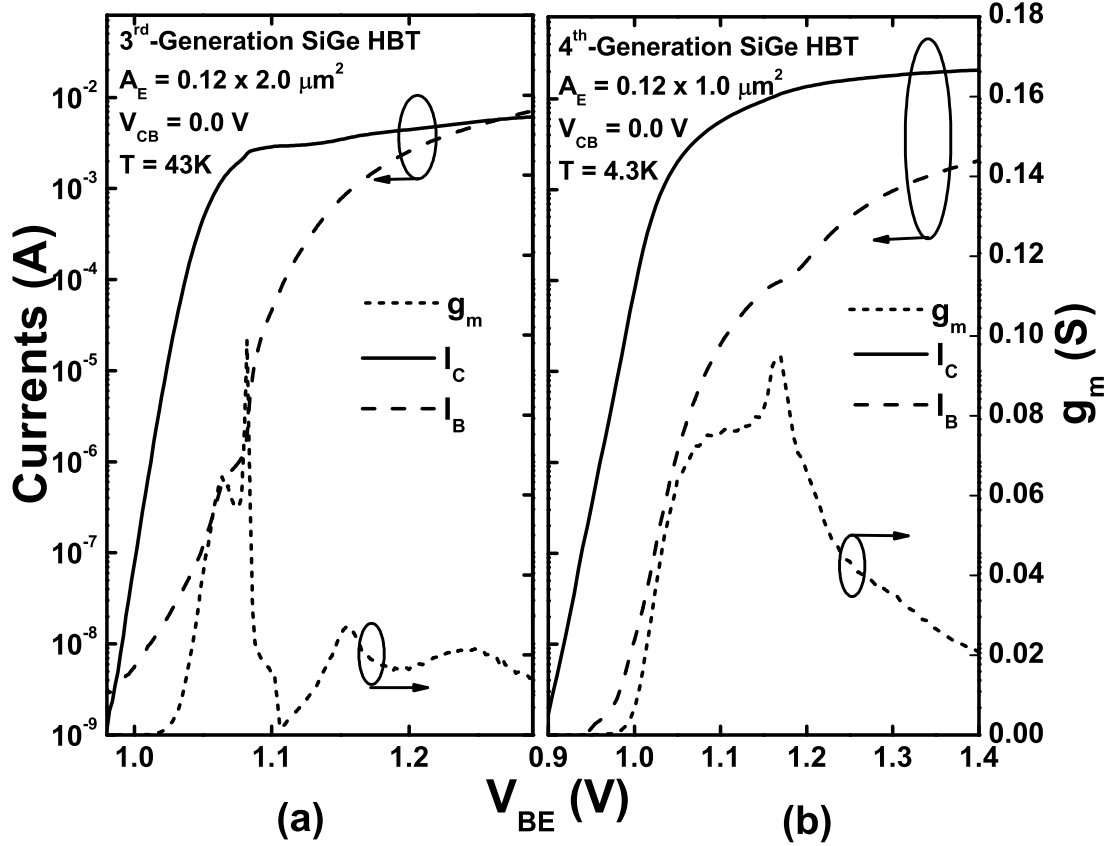 3rd-Generation SiGe HBT
AE = 0.12 x 2.0 μm2
VCB = 0.0 V
T = 43K
gm
IC
IB
Currents (A)
10-2
10-3
10-4
10-5
10-6
10-7
10-8
10-9
1.0
1.1
1.2
(a)
4th-Generation SiGe HBT
AE = 0.12 x 1.0 μm2
VCB = 0.0 V
T = 4.3K
gm
IC
IB
0.18
0.16
0.14
0.12
0.10
0.08
0.06
0.04
0.02
0.00
gm (S)
0.9
1.0
1.1
1.2
1.3
1.4
VBE (V)
(b)